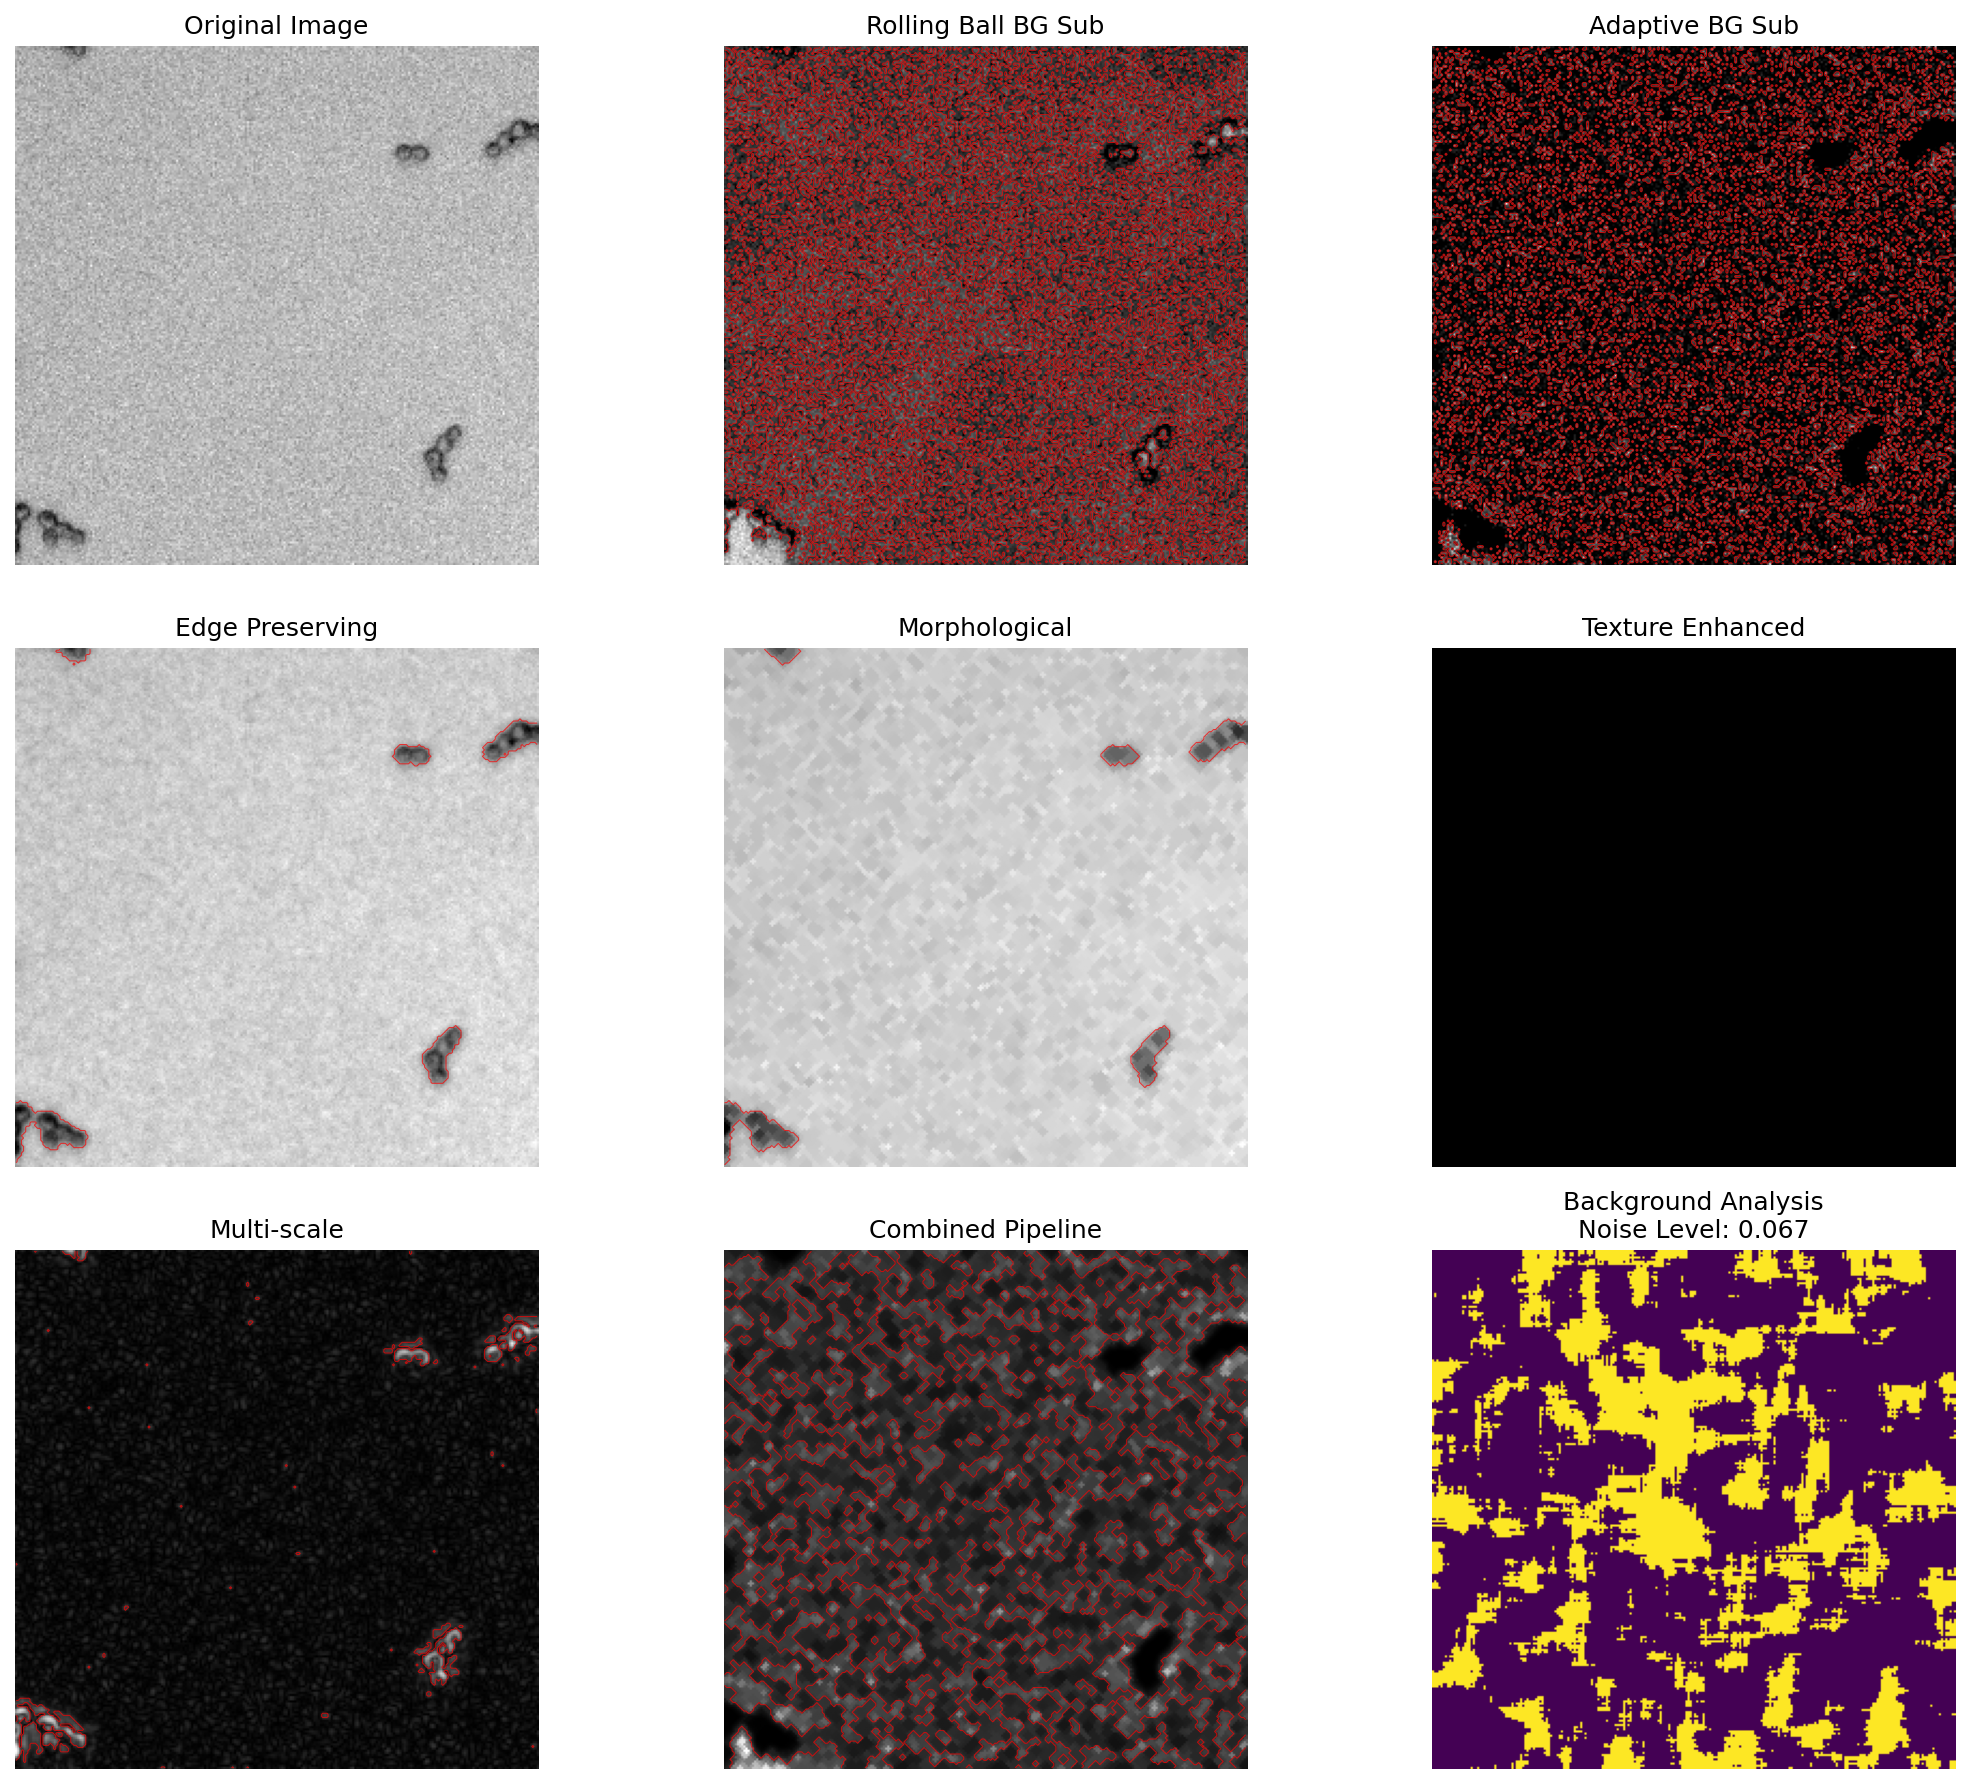 Original Image
Rolling Ball BG Sub
Adaptive BG Sub
Edge Preserving
Morphological
Texture Enhanced
Multi-scale
Combined Pipeline
Background Analysis
Noise Level: 0.067